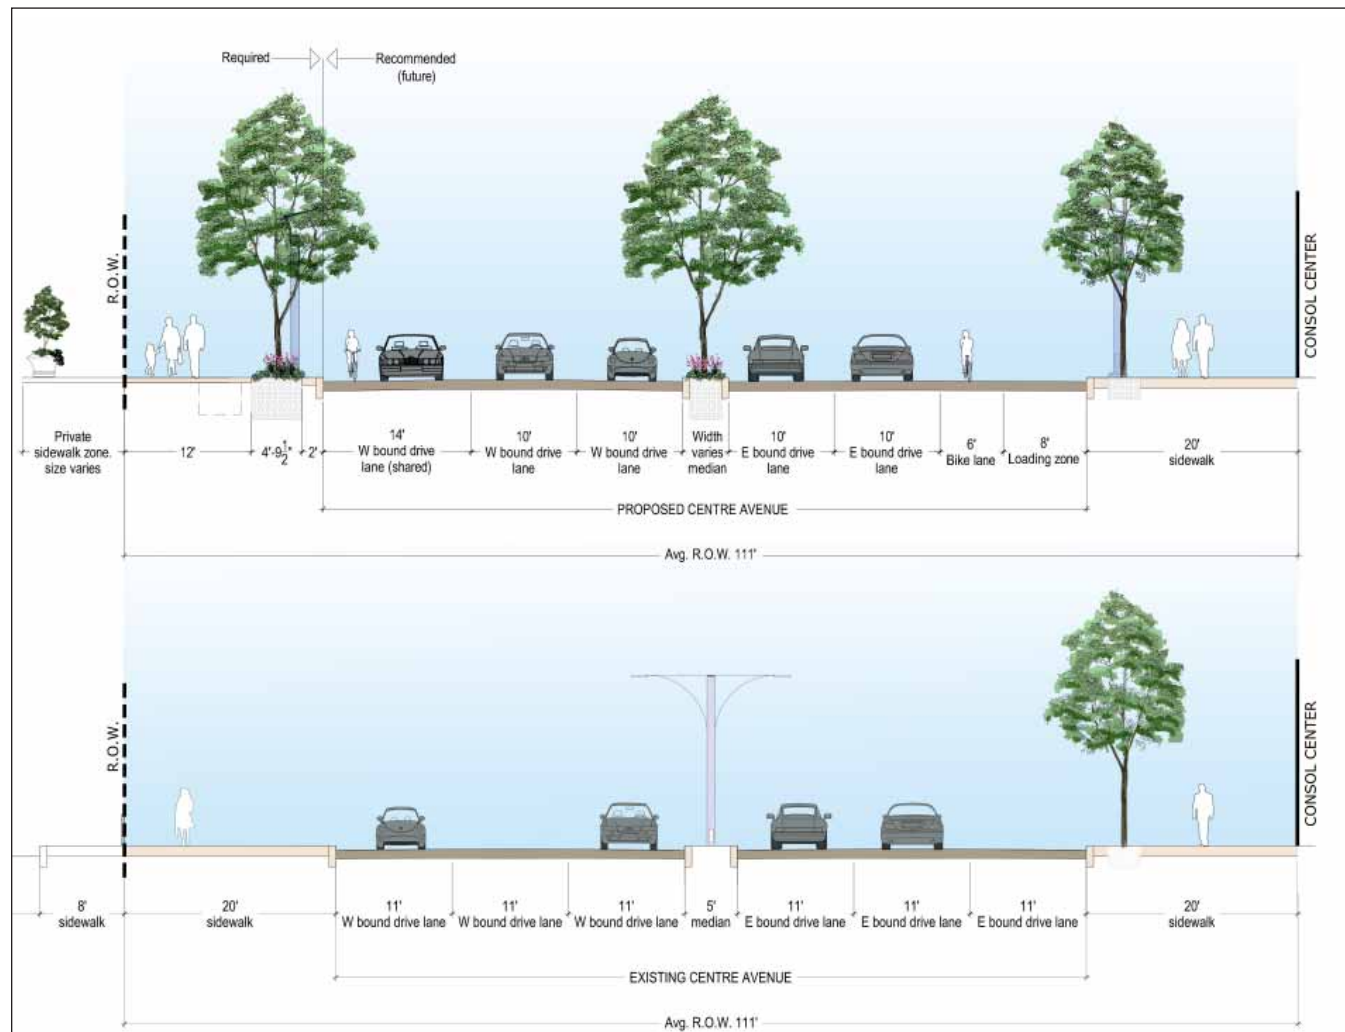 Required
Recommended
(future)
R.O.W.
CONSOL CENTER
Private
sidewalk zone.
size varies
12'
4'-9 1/2"
2'
14'
W bound drive
lane (shared)
10'
W bound drive
lane
10'
W bound drive
lane
Width
varies
median
10'
E bound drive
lane
10'
E bound drive
lane
6'
Bike lane
8'
Loading zone
20'
sidewalk
PROPOSED CENTRE AVENUE
Avg. R.O.W. 111'
R.O.W.
CONSOL CENTER
8'
sidewalk
20'
sidewalk
11'
W bound drive lane
11'
W bound drive lane
11'
W bound drive lane
5'
median
11'
E bound drive lane
11'
E bound drive lane
11'
E bound drive lane
20'
sidewalk
EXISTING CENTRE AVENUE
Avg. R.O.W. 111'